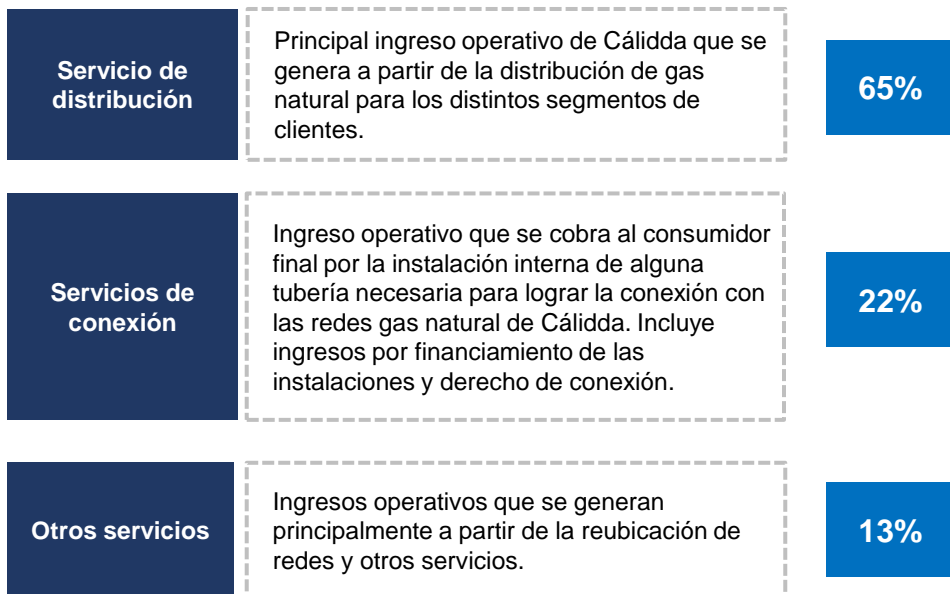 Servicio de
distribución
Principal ingreso operativo de Cálidda que se
genera a partir de la distribución de gas
natural para los distintos segmentos de
clientes.
65%
Servicios de
conexión
Ingreso operativo que se cobra al consumidor
final por la instalación interna de alguna
tubería necesaria para lograr la conexión con
las redes gas natural de Cálidda. Incluye
ingresos por financiamiento de las
instalaciones y derecho de conexión.
22%
Otros servicios
Ingresos operativos que se generan
principalmente a partir de la reubicación de
redes y otros servicios.
13%